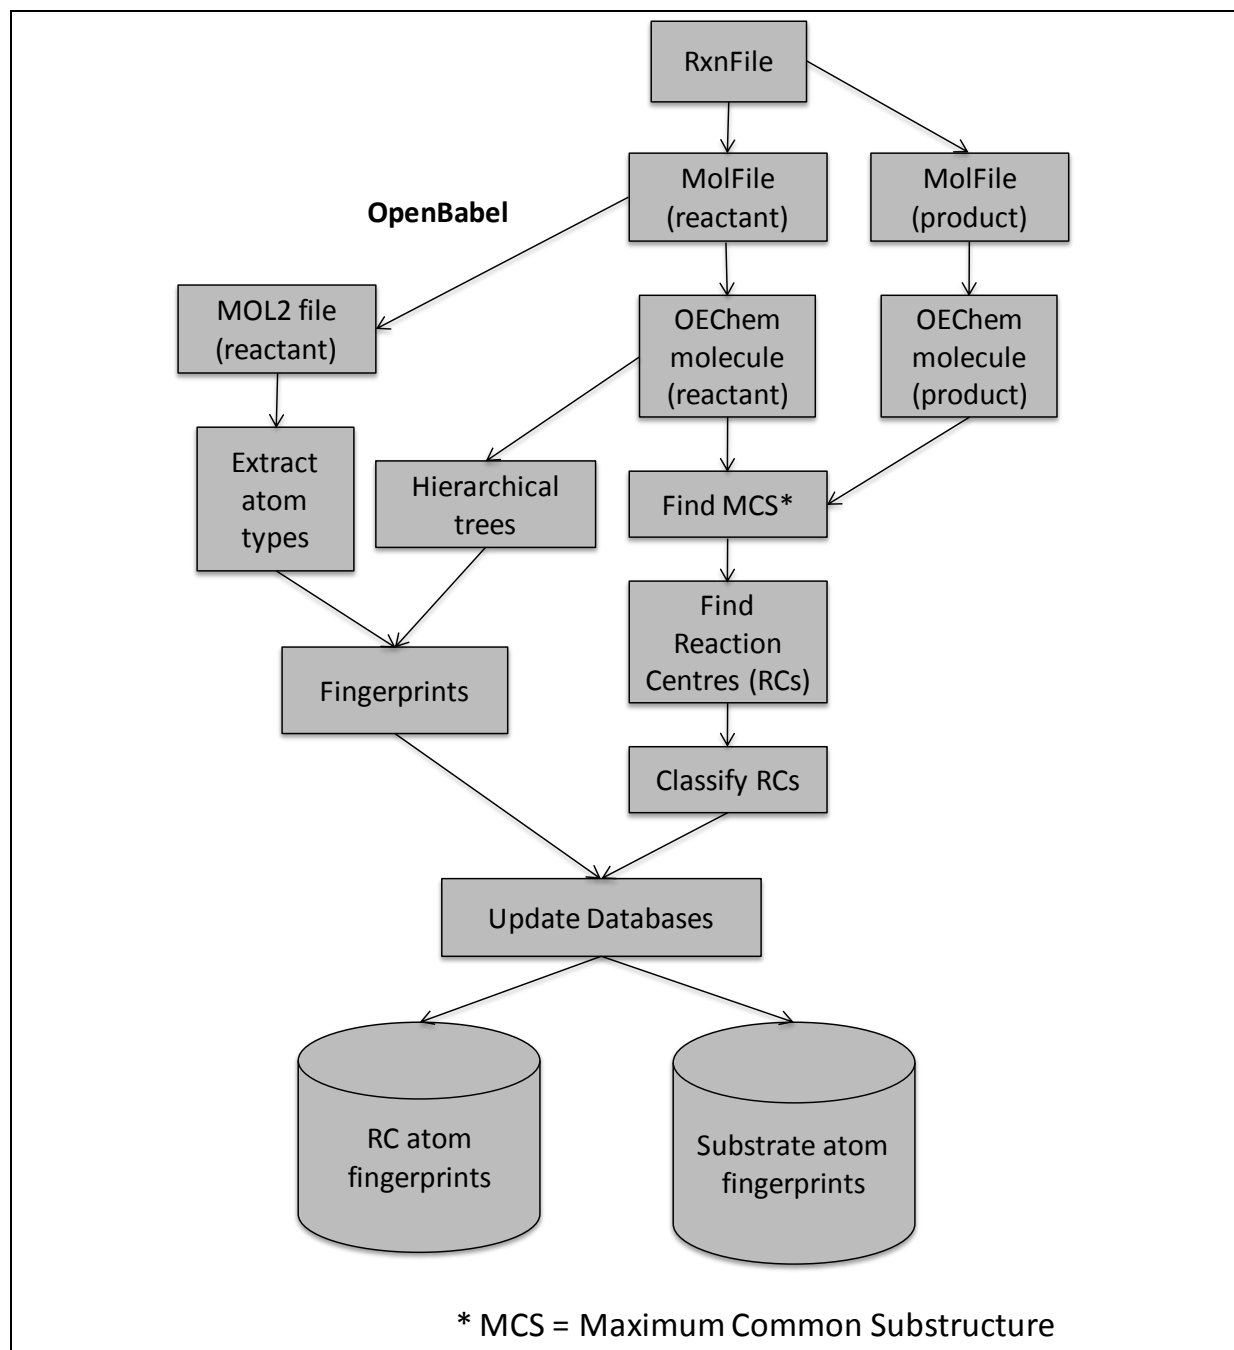 RxnFile
MolFile
(reactant)
MolFile
(product)
OpenBabel
MOL2 file
(reactant)
OEChem
molecule
(reactant)
OEChem
molecule
(product)
Extract
atom
types
Hierarchical
trees
Find MCS*
Find
Reaction
Centres (RCs)
Fingerprints
Classify RCs
Update Databases
RC atom
fingerprints
Substrate atom
fingerprints
* MCS = Maximum Common Substructure